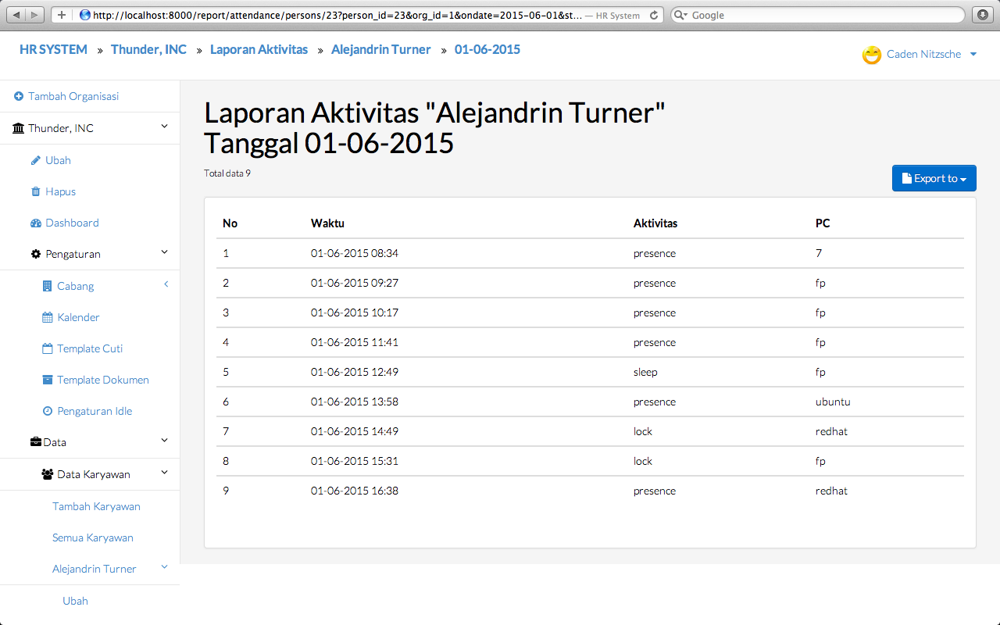 http://localhost:8000/report/attendance/persons/23?person_id=23&org_id=1&ondate=2015-06-01&st... — HR System
Google
HR SYSTEM » Thunder, INC » Laporan Aktivitas » Alejandrin Turner » 01-06-2015
Caden Nitzsche
Tambah Organisasi
Thunder, INC
Ubah
Hapus
Dashboard
Pengaturan
Cabang
Kalender
Template Cuti
Template Dokumen
Pengaturan Idle
Data
Data Karyawan
Tambah Karyawan
Semua Karyawan
Alejandrin Turner
Ubah
Laporan Aktivitas "Alejandrin Turner"
Tanggal 01-06-2015
Total data 9
Export to
No Waktu Aktivitas PC
1 01-06-2015 08:34 presence 7
2 01-06-2015 09:27 presence fp
3 01-06-2015 10:17 presence fp
4 01-06-2015 11:41 presence fp
5 01-06-2015 12:49 sleep fp
6 01-06-2015 13:58 presence ubuntu
7 01-06-2015 14:49 lock redhat
8 01-06-2015 15:31 lock fp
9 01-06-2015 16:38 presence redhat